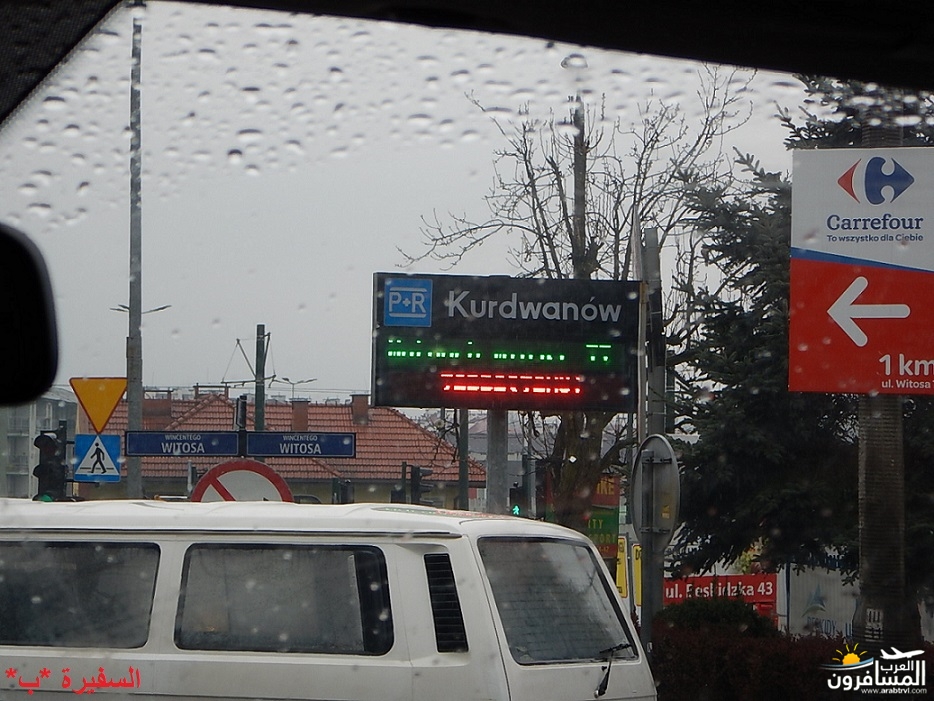 Carrefour
To wszystko dla Ciebie
1 km
ul. Witosa
P+R Kurdwanów
WINCENTEGO
WITOSA
WINCENTEGO
WITOSA
ul. Beskidzka 43
السفيرة *ب*
العرب
المسافرون
www.arabtrvl.com